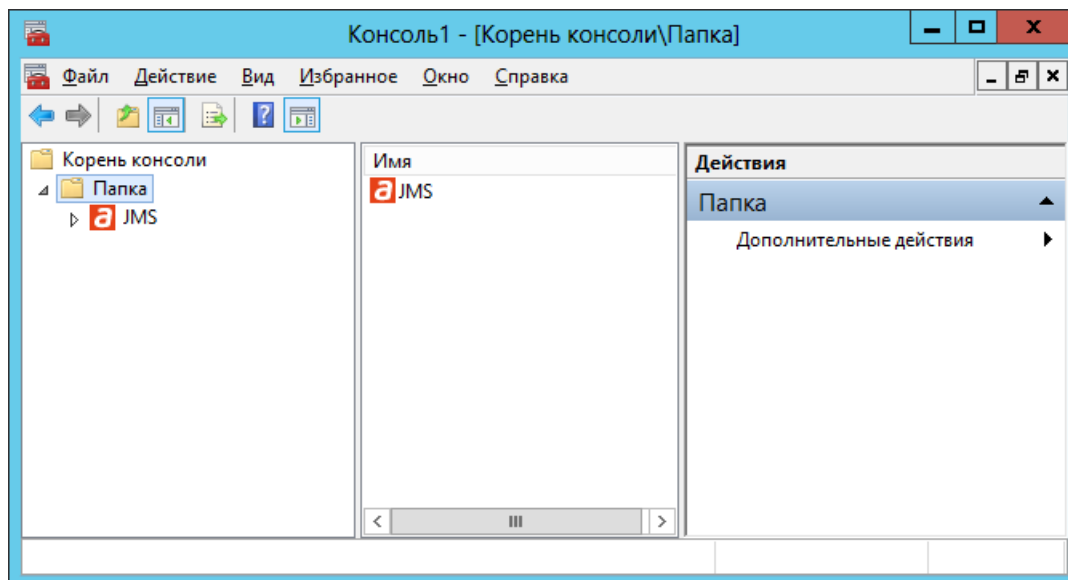 Консоль1 - [Корень консоли\Папка]
Файл Действие Вид Избранное Окно Справка
Корень консоли
Папка
JMS
Имя
JMS
Действия
Папка
Дополнительные действия